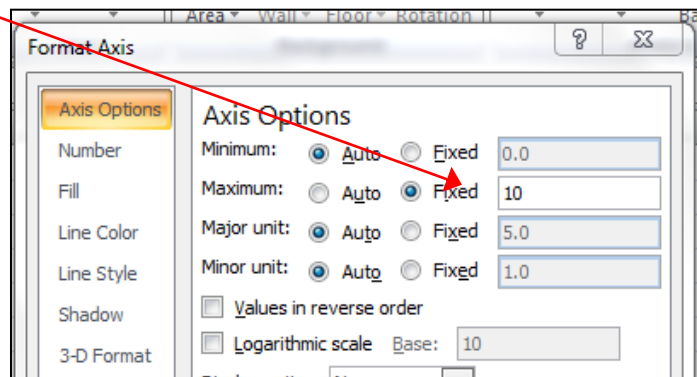 Area Wall Floor Rotation Ba
Format Axis
Axis Options
Number
Fill
Line Color
Line Style
Shadow
3-D Format
Axis Options
Minimum: Auto Fixed 0.0
Maximum: Auto Fixed 10
Major unit: Auto Fixed 5.0
Minor unit: Auto Fixed 1.0
Values in reverse order
Logarithmic scale Base: 10